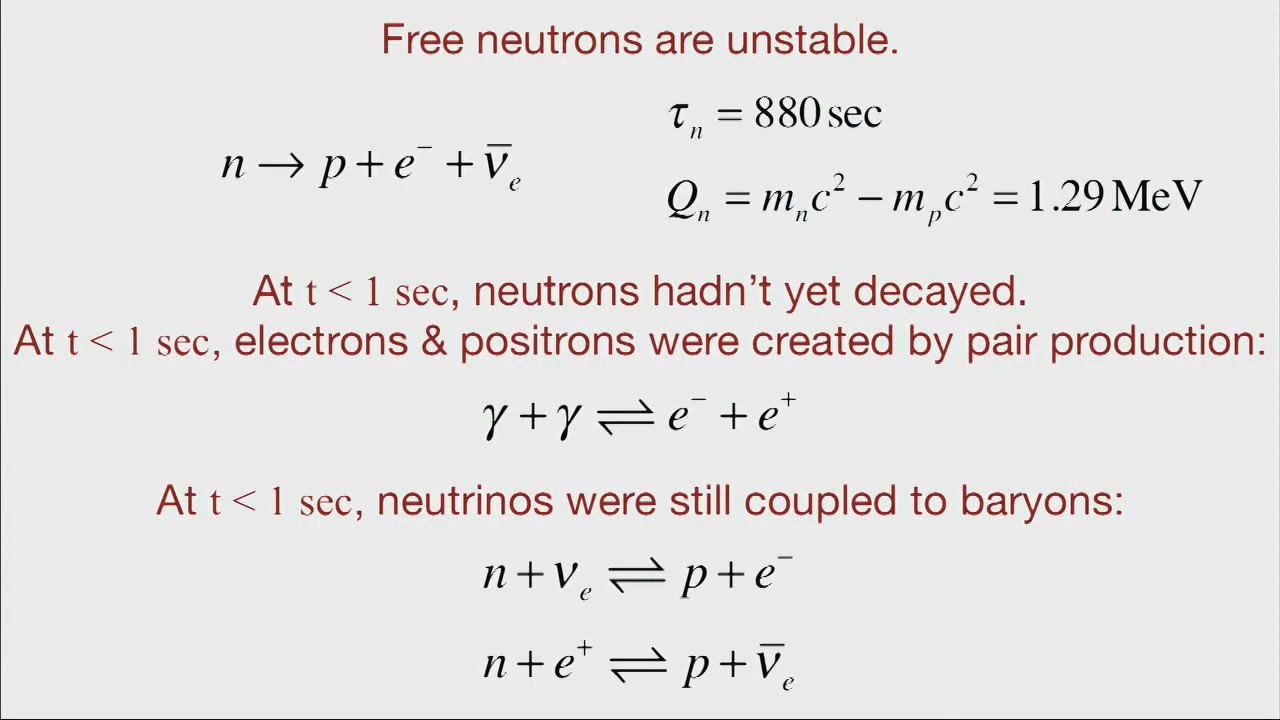 Free neutrons are unstable.
n → p + e⁻ + ν̅ₑ
τₙ = 880 sec
Qₙ = mₙc² − mₚc² = 1.29 MeV
At t < 1 sec, neutrons hadn’t yet decayed.
At t < 1 sec, electrons & positrons were created by pair production:
γ + γ ⇌ e⁻ + e⁺
At t < 1 sec, neutrinos were still coupled to baryons:
n + νₑ ⇌ p + e⁻
n + e⁺ ⇌ p + ν̅ₑ